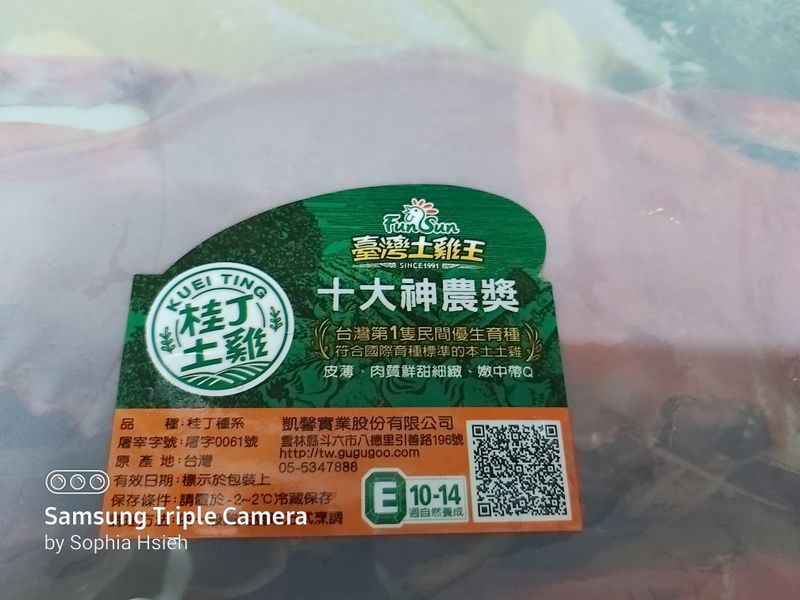 Fun Sun
臺灣土雞王
SINCE1991
KUEI TING
桂丁
土雞
十大神農獎
台灣第1隻民間優生育種
符合國際育種標準的本土土雞
皮薄、肉質鮮甜細緻、嫩中帶Q
品 種:桂丁種系
屠宰字號:屠字0061號
原產地:台灣
有效日期:標示於包裝上
保存條件:請置於-2~2℃冷藏保存
式烹調
凱馨實業股份有限公司
雲林縣斗六市八德里引善路196號
http://tw.gugugoo.com
05-5347888
E 10-14
週自然養成
Samsung Triple Camera
by Sophia Hsieh